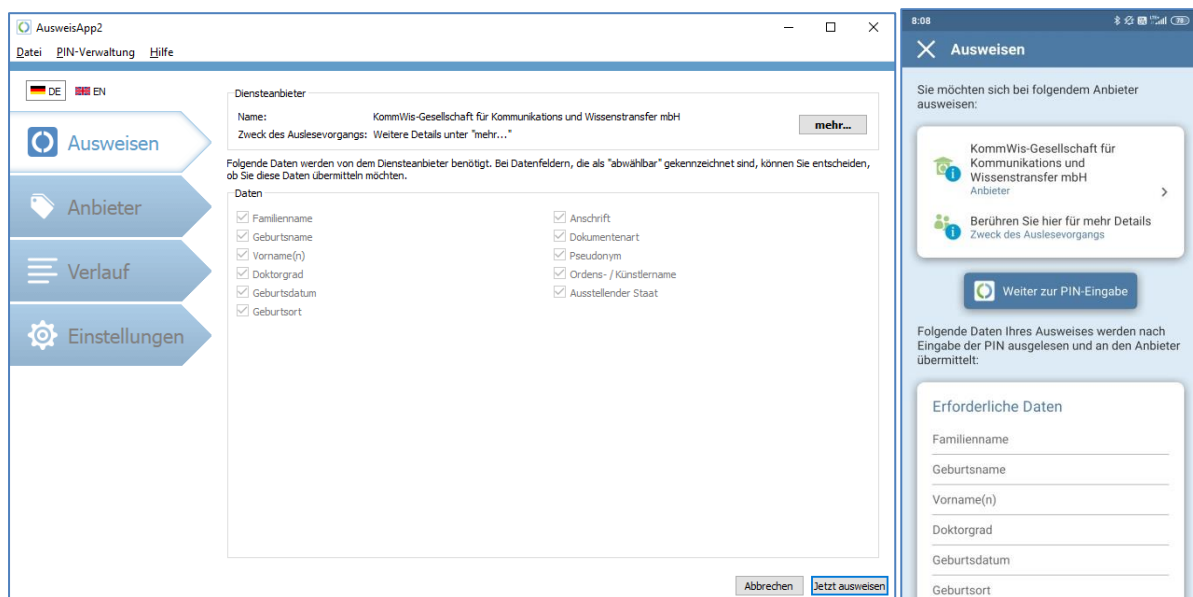 AusweisApp2
Datei PIN-Verwaltung Hilfe
DE EN
Ausweisen
Anbieter
Verlauf
Einstellungen
Diensteanbieter
Name: KommWis-Gesellschaft für Kommunikations und Wissenstransfer mbH
Zweck des Auslesevorgangs: Weitere Details unter "mehr..."
mehr...
Folgende Daten werden von dem Diensteanbieter benötigt. Bei Datenfeldern, die als "abwählbar" gekennzeichnet sind, können Sie entscheiden,
ob Sie diese Daten übermitteln möchten.
Daten
Familienname
Geburtsname
Vorname(n)
Doktorgrad
Geburtsdatum
Geburtsort
Anschrift
Dokumentenart
Pseudonym
Ordens- / Künstlername
Ausstellender Staat
Abbrechen Jetzt ausweisen
8:08
Ausweisen
Sie möchten sich bei folgendem Anbieter
ausweisen:
KommWis-Gesellschaft für
Kommunikations und
Wissenstransfer mbH
Anbieter
Berühren Sie hier für mehr Details
Zweck des Auslesevorgangs
Weiter zur PIN-Eingabe
Folgende Daten Ihres Ausweises werden nach
Eingabe der PIN ausgelesen und an den Anbieter
übermittelt:
Erforderliche Daten
Familienname
Geburtsname
Vorname(n)
Doktorgrad
Geburtsdatum
Geburtsort